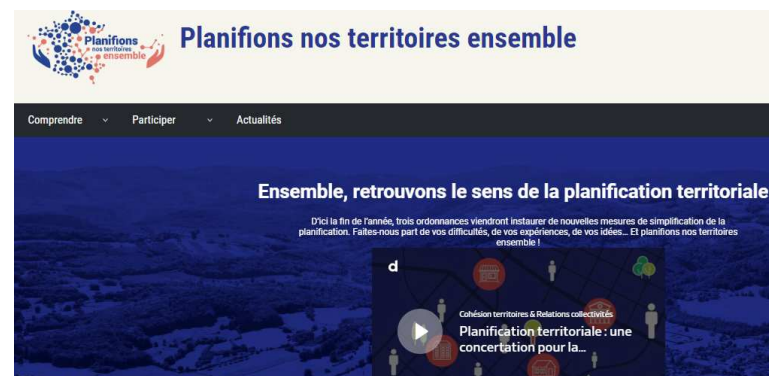 Planifions
nos territoires
ensemble
Planifions nos territoires ensemble
Comprendre Participer Actualités
Ensemble, retrouvons le sens de la planification territoriale
D'ici la fin de l'année, trois ordonnances viendront instaurer de nouvelles mesures de simplification de la
planification. Faites-nous part de vos difficultés, de vos expériences, de vos idées... Et planifions nos territoires
ensemble !
d
Cohésion territoires & Relations collectivités
Planification territoriale : une
concertation pour la...